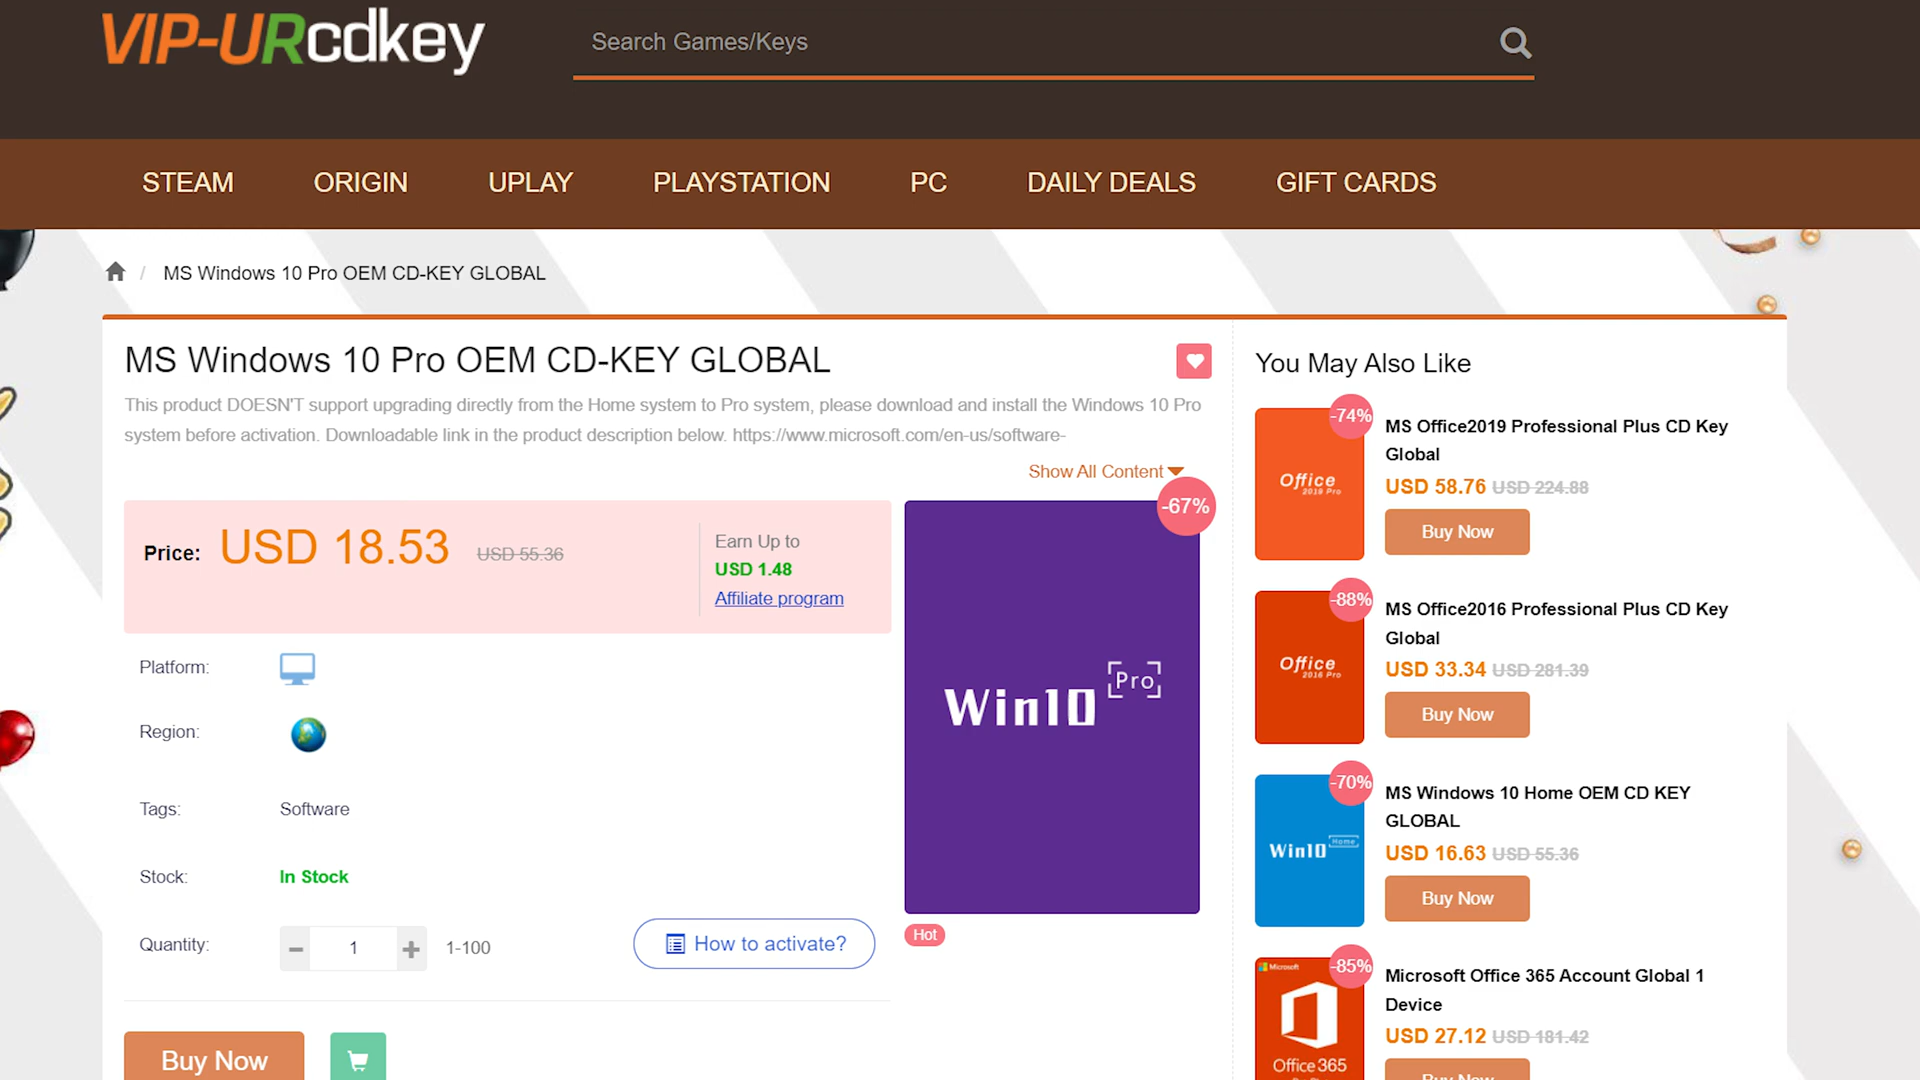 VIP-URcdkey
Search Games/Keys
STEAM ORIGIN UPLAY PLAYSTATION PC DAILY DEALS GIFT CARDS
/ MS Windows 10 Pro OEM CD-KEY GLOBAL
MS Windows 10 Pro OEM CD-KEY GLOBAL
This product DOESN'T support upgrading directly from the Home system to Pro system, please download and install the Windows 10 Pro
system before activation. Downloadable link in the product description below. https://www.microsoft.com/en-us/software-
Show All Content
Price: USD 18.53 USD 55.36
Earn Up to
USD 1.48
Affiliate program
-67%
Win10 Pro
Hot
Platform:
Region:
Tags: Software
Stock: In Stock
Quantity: − 1 + 1-100
How to activate?
Buy Now
You May Also Like
-74%
Office
2019 Pro
MS Office2019 Professional Plus CD Key
Global
USD 58.76 USD 224.88
Buy Now
-88%
Office
2016 Pro
MS Office2016 Professional Plus CD Key
Global
USD 33.34 USD 281.39
Buy Now
-70%
Win10 Home
MS Windows 10 Home OEM CD KEY
GLOBAL
USD 16.63 USD 55.36
Buy Now
-85%
Microsoft
Office 365
Microsoft Office 365 Account Global 1
Device
USD 27.12 USD 181.42
Buy Now